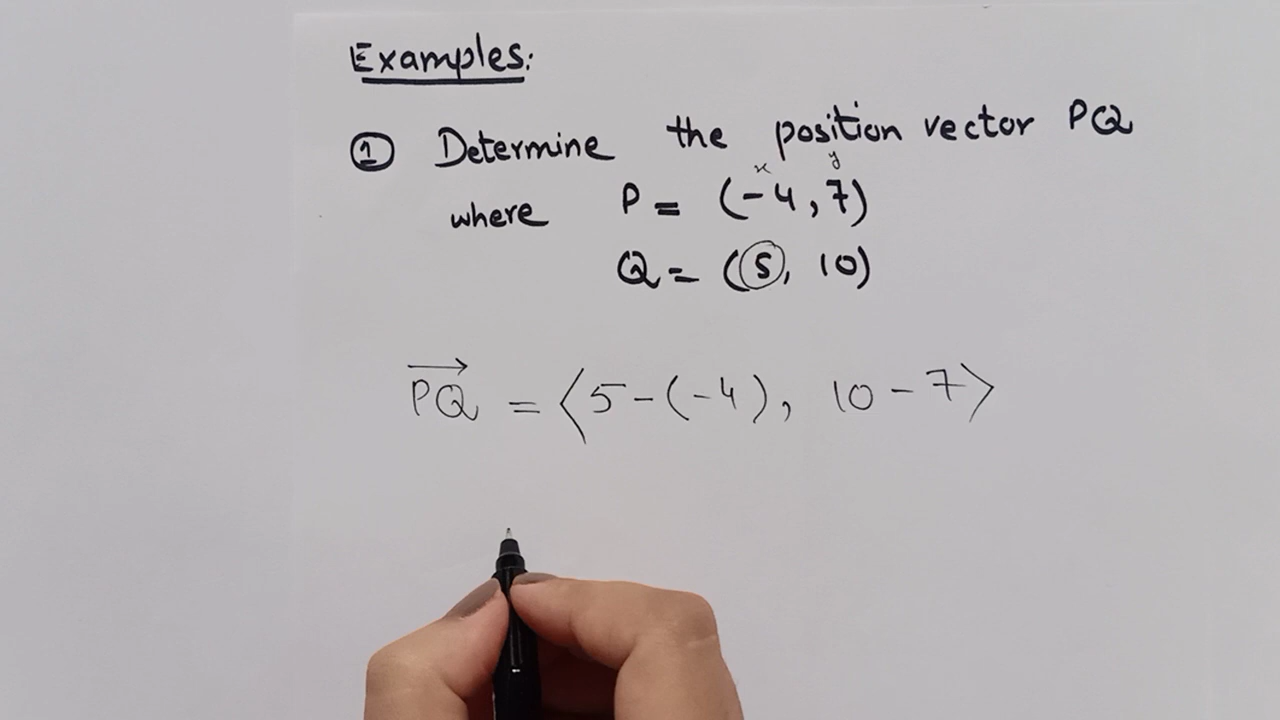 Examples:
① Determine the position vector PQ
x y
where P = (-4, 7)
Q = (5, 10)
PQ⃗ = ⟨5-(-4), 10-7⟩